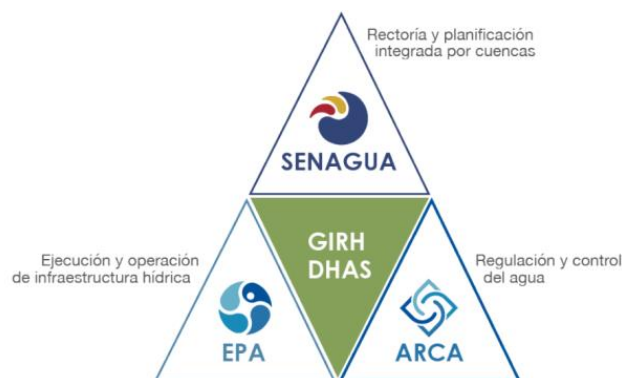 Rectoría y planificación
integrada por cuencas
SENAGUA
GIRH
DHAS
Ejecución y operación
de infraestructura hídrica
EPA
Regulación y control
del agua
ARCA